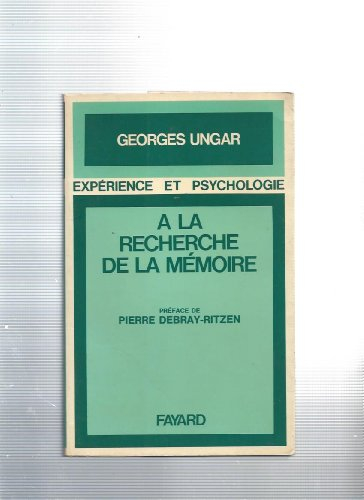 GEORGES UNGAR
EXPÉRIENCE ET PSYCHOLOGIE
A LA
RECHERCHE
DE LA MÉMOIRE
PRÉFACE DE
PIERRE DEBRAY-RITZEN
FAYARD